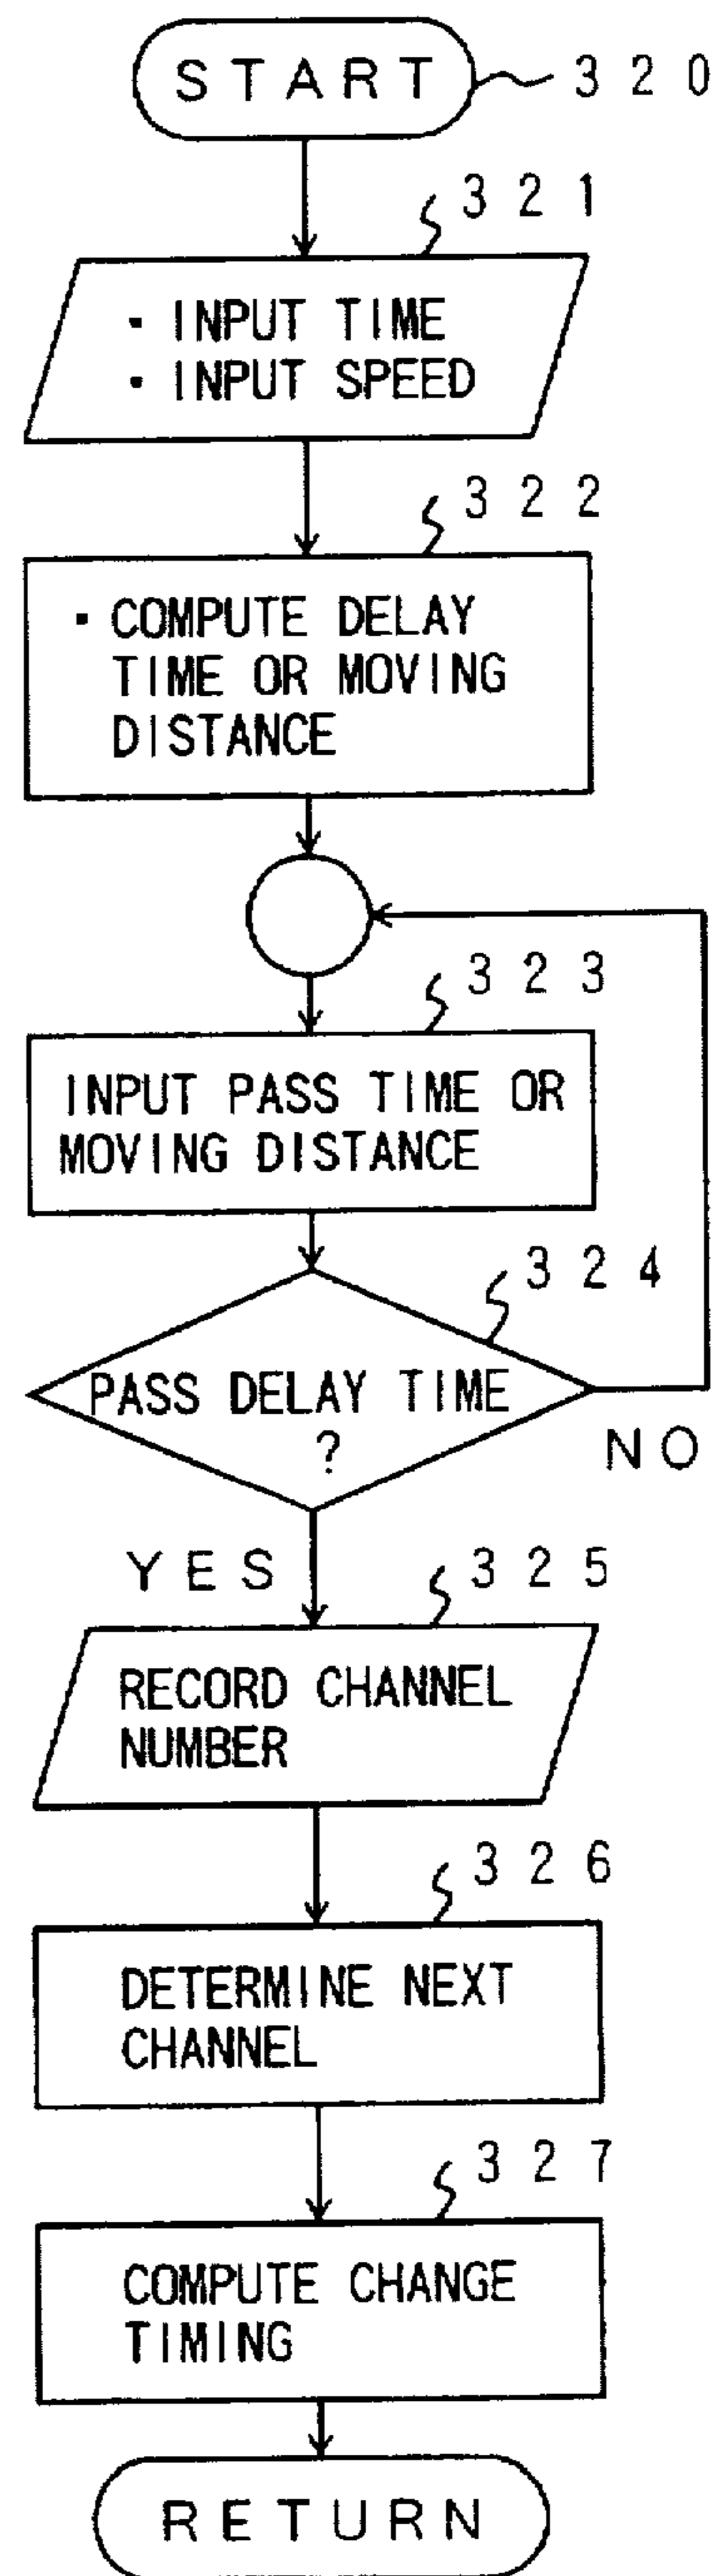 START
320
321
· INPUT TIME
· INPUT SPEED
322
· COMPUTE DELAY
TIME OR MOVING
DISTANCE
323
INPUT PASS TIME OR
MOVING DISTANCE
324
PASS DELAY TIME
?
NO
YES
325
RECORD CHANNEL
NUMBER
326
DETERMINE NEXT
CHANNEL
327
COMPUTE CHANGE
TIMING
RETURN